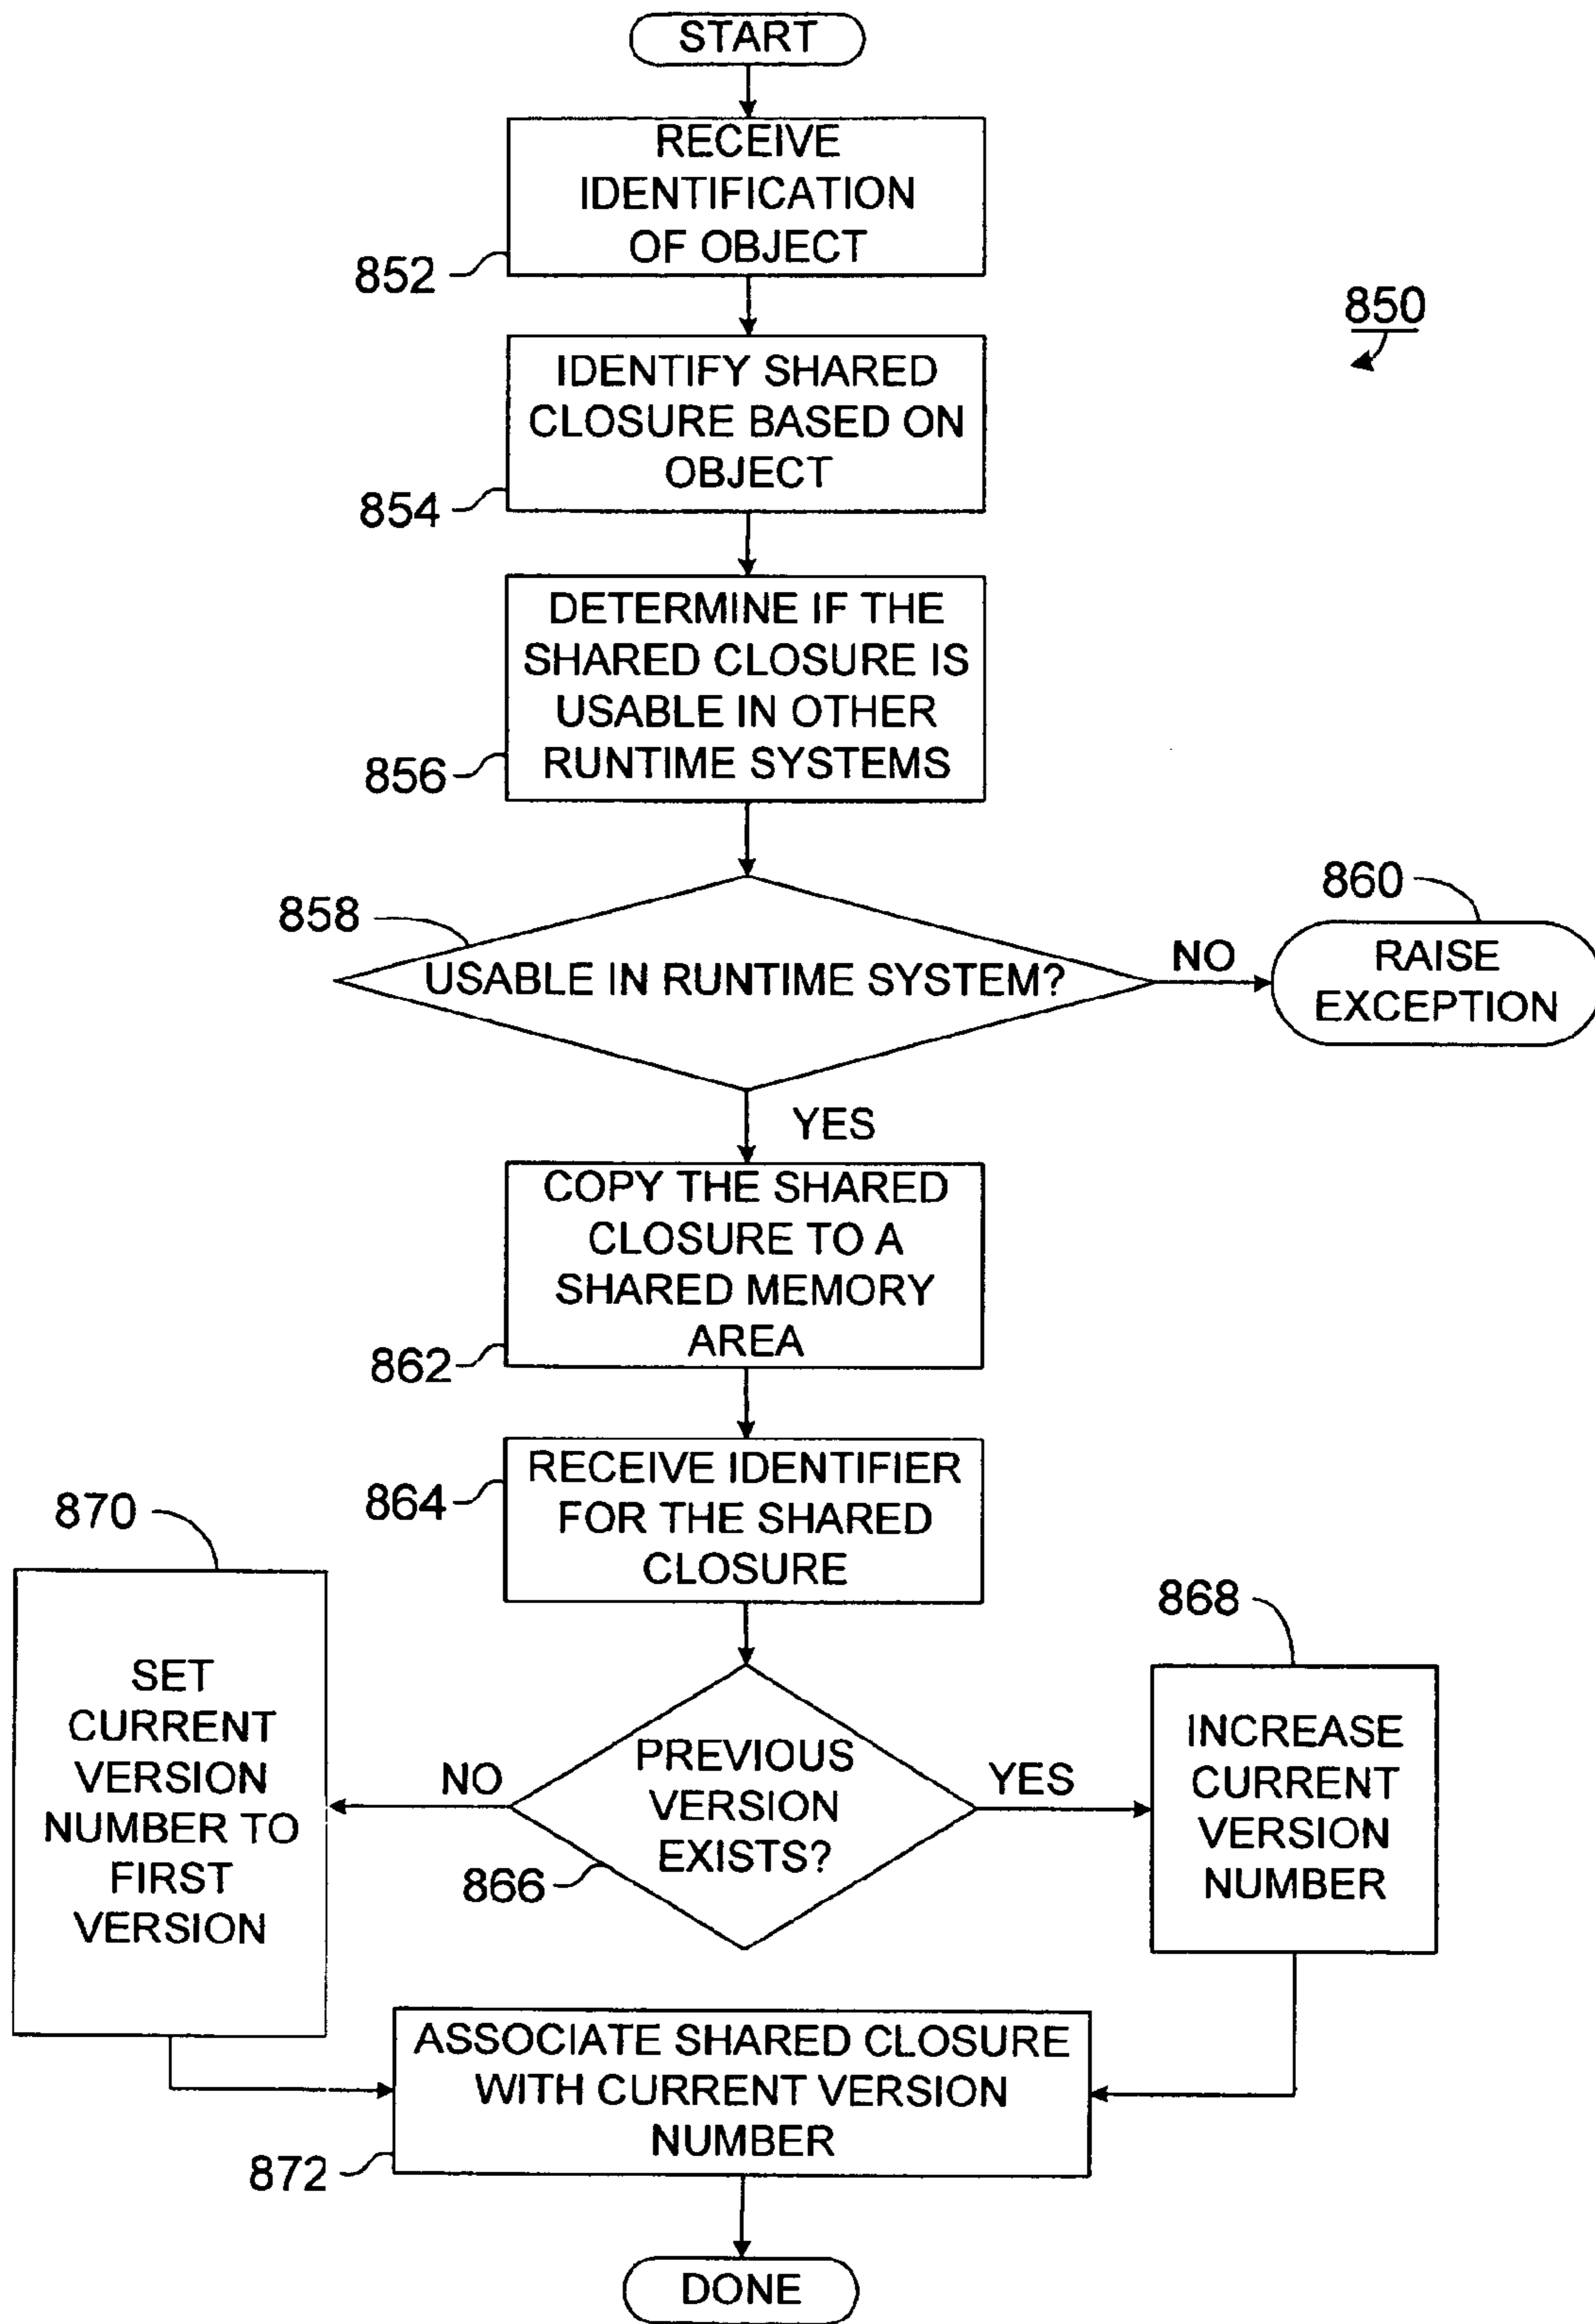 START
RECEIVE
IDENTIFICATION
OF OBJECT
852
850
IDENTIFY SHARED
CLOSURE BASED ON
OBJECT
854
DETERMINE IF THE
SHARED CLOSURE IS
USABLE IN OTHER
RUNTIME SYSTEMS
856
858
USABLE IN RUNTIME SYSTEM?
NO
860
RAISE
EXCEPTION
YES
COPY THE SHARED
CLOSURE TO A
SHARED MEMORY
AREA
862
RECEIVE IDENTIFIER
FOR THE SHARED
CLOSURE
864
870
SET
CURRENT
VERSION
NUMBER TO
FIRST
VERSION
NO
PREVIOUS
VERSION
EXISTS?
866
YES
868
INCREASE
CURRENT
VERSION
NUMBER
ASSOCIATE SHARED CLOSURE
WITH CURRENT VERSION
NUMBER
872
DONE